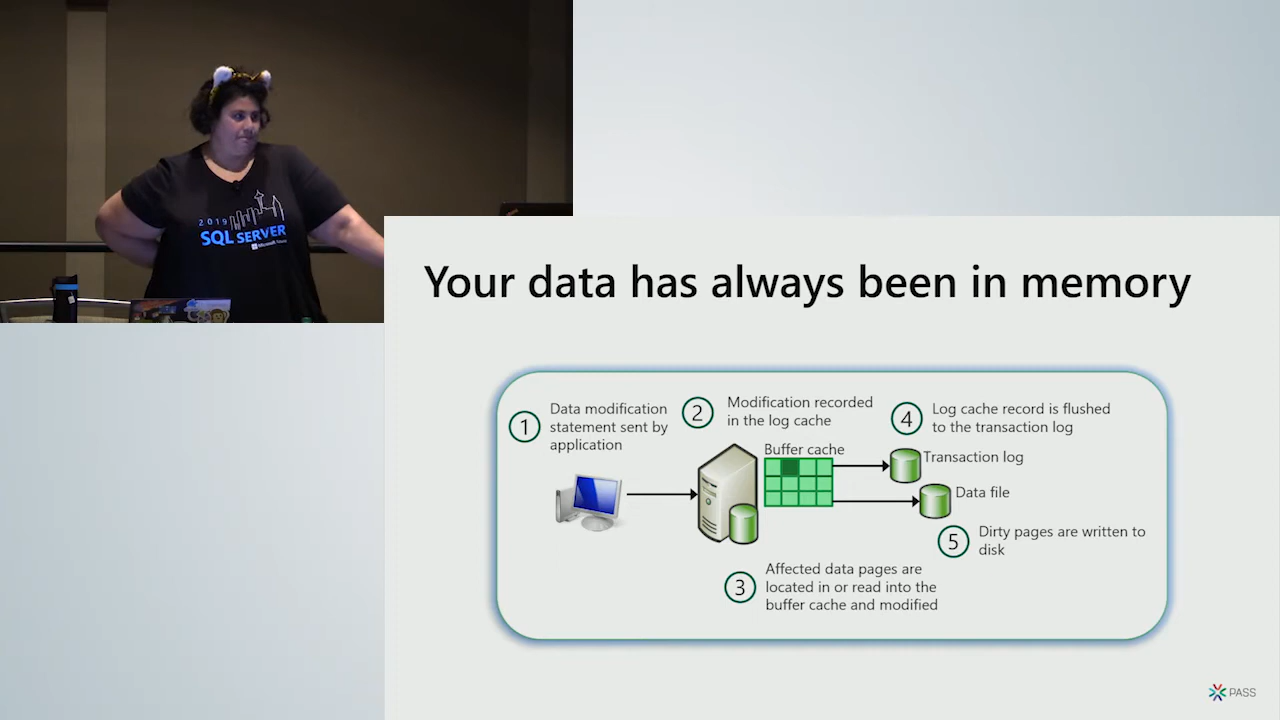 2019
SQL SERVER
Microsoft
Your data has always been in memory
1
Data modification
statement sent by
application
2
Modification recorded
in the log cache
Buffer cache
4
Log cache record is flushed
to the transaction log
Transaction log
Data file
5
Dirty pages are written to
disk
3
Affected data pages are
located in or read into the
buffer cache and modified
PASS